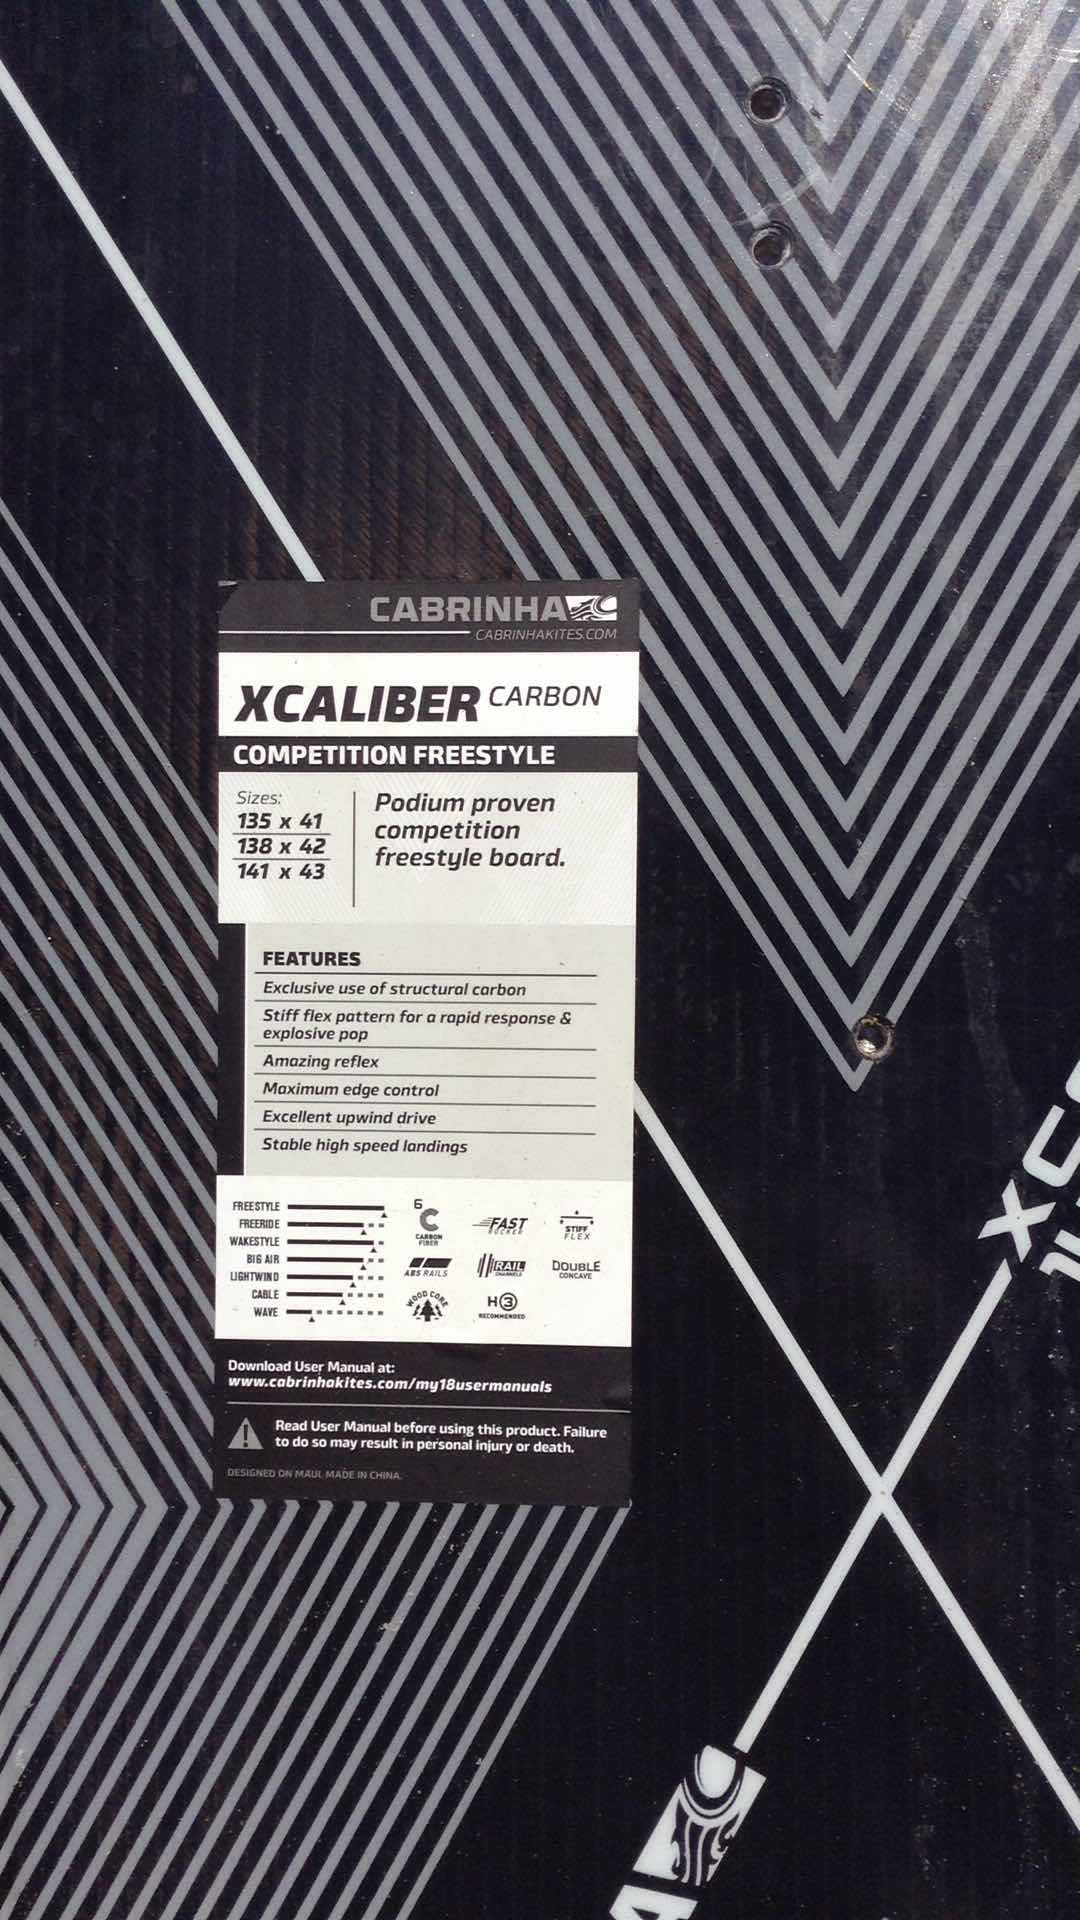 CABRINHA
CABRINHAKITES.COM
XCALIBER CARBON
COMPETITION FREESTYLE
Sizes:
135 x 41
138 x 42
141 x 43
Podium proven
competition
freestyle board.
FEATURES
Exclusive use of structural carbon
Stiff flex pattern for a rapid response &
explosive pop
Amazing reflex
Maximum edge control
Excellent upwind drive
Stable high speed landings
FREESTYLE
FREERIDE
WAKESTYLE
BIG AIR
LIGHTWIND
CABLE
WAVE
6
C
CARBON
FIBER
FAST
ROCKER
STIFF
FLEX
ABS RAILS
RAIL
CHANNELS
DOUBLE
CONCAVE
WOOD CORE
H3
RECOMMENDED
Download User Manual at:
www.cabrinhakites.com/my18usermanuals
Read User Manual before using this product. Failure
to do so may result in personal injury or death.
DESIGNED ON MAUI. MADE IN CHINA.
XC
A